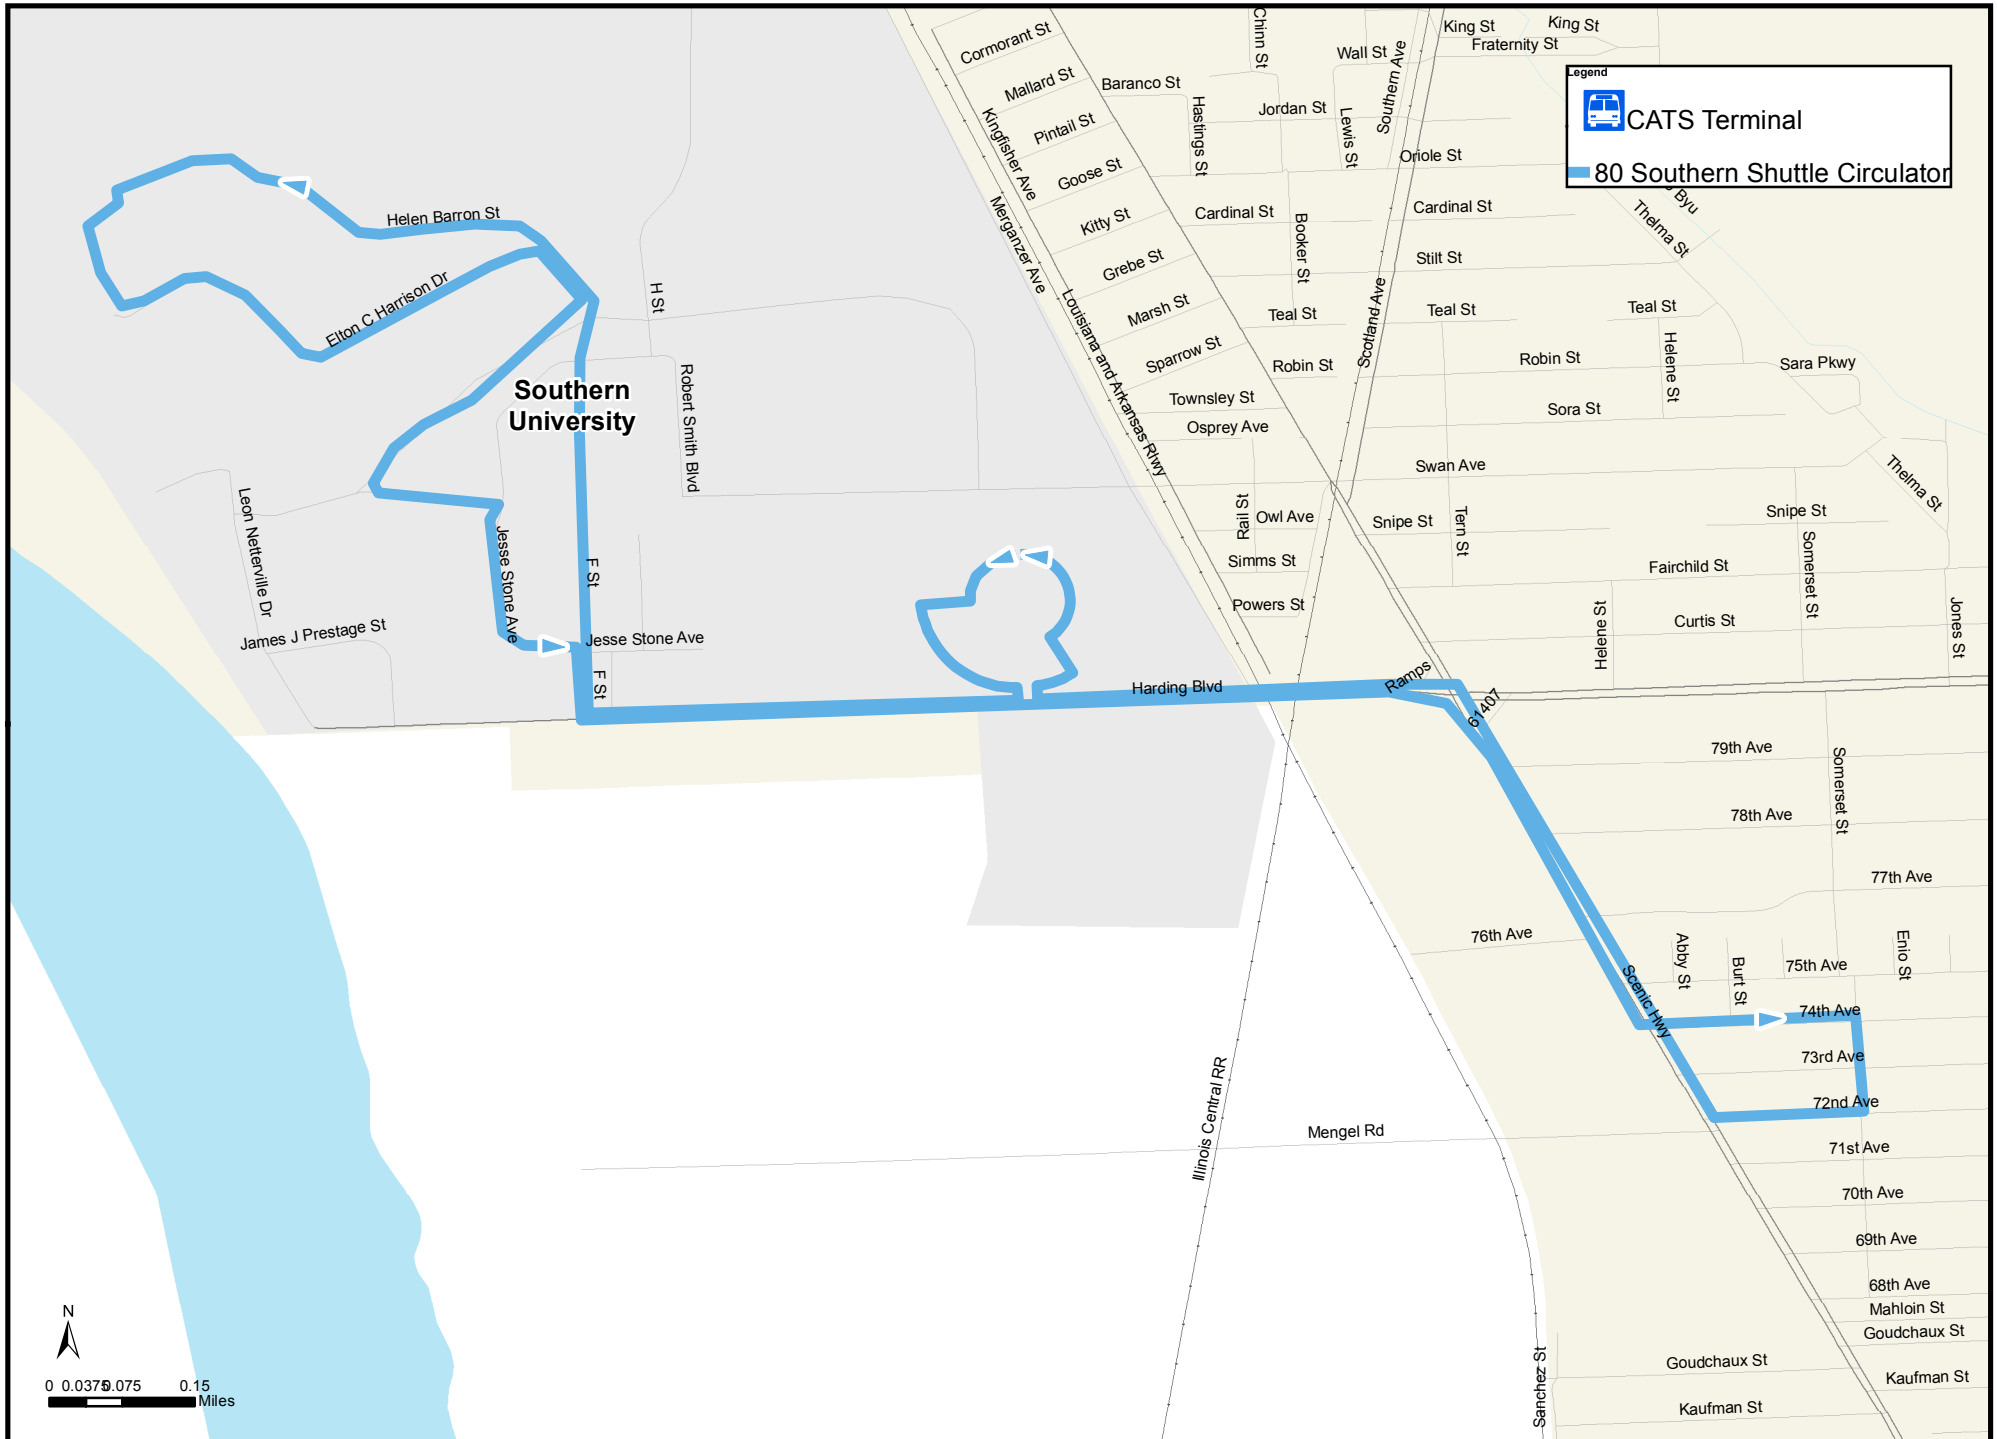 Cormorant St
Chinn St
King St
King St
Fraternity St
Wall St
Southern Ave
Mallard St
Baranco St
Hastings St
Jordan St
Lewis St
Legend
CATS Terminal
80 Southern Shuttle Circulator
Pintail St
Kingfisher Ave
Goose St
Oriole St
Byu
Thelma St
Helen Barron St
Merganzer Ave
Kitty St
Cardinal St
Cardinal St
Booker St
Grebe St
Stilt St
Elton C Harrison Dr
H St
Louisiana and Arkansas Rlwy
Marsh St
Teal St
Scotland Ave
Teal St
Teal St
Sparrow St
Robin St
Robin St
Helene St
Sara Pkwy
Southern
University
Robert Smith Blvd
Townsley St
Sora St
Osprey Ave
Swan Ave
Thelma St
Leon Netterville Dr
Rail St
Owl Ave
Snipe St
Tern St
Snipe St
Jesse Stone Ave
F St
Simms St
Fairchild St
Somerset St
Powers St
Helene St
Curtis St
Jones St
James J Prestage St
Jesse Stone Ave
F St
Harding Blvd
Ramps
61407
79th Ave
Somerset St
78th Ave
77th Ave
76th Ave
Abby St
Burt St
75th Ave
Enio St
Scenic Hwy
74th Ave
73rd Ave
72nd Ave
Illinois Central RR
Mengel Rd
71st Ave
70th Ave
69th Ave
68th Ave
Mahloin St
Goudchaux St
Goudchaux St
Sanchez St
Kaufman St
Kaufman St
N
0 0.0375 0.075 0.15
Miles